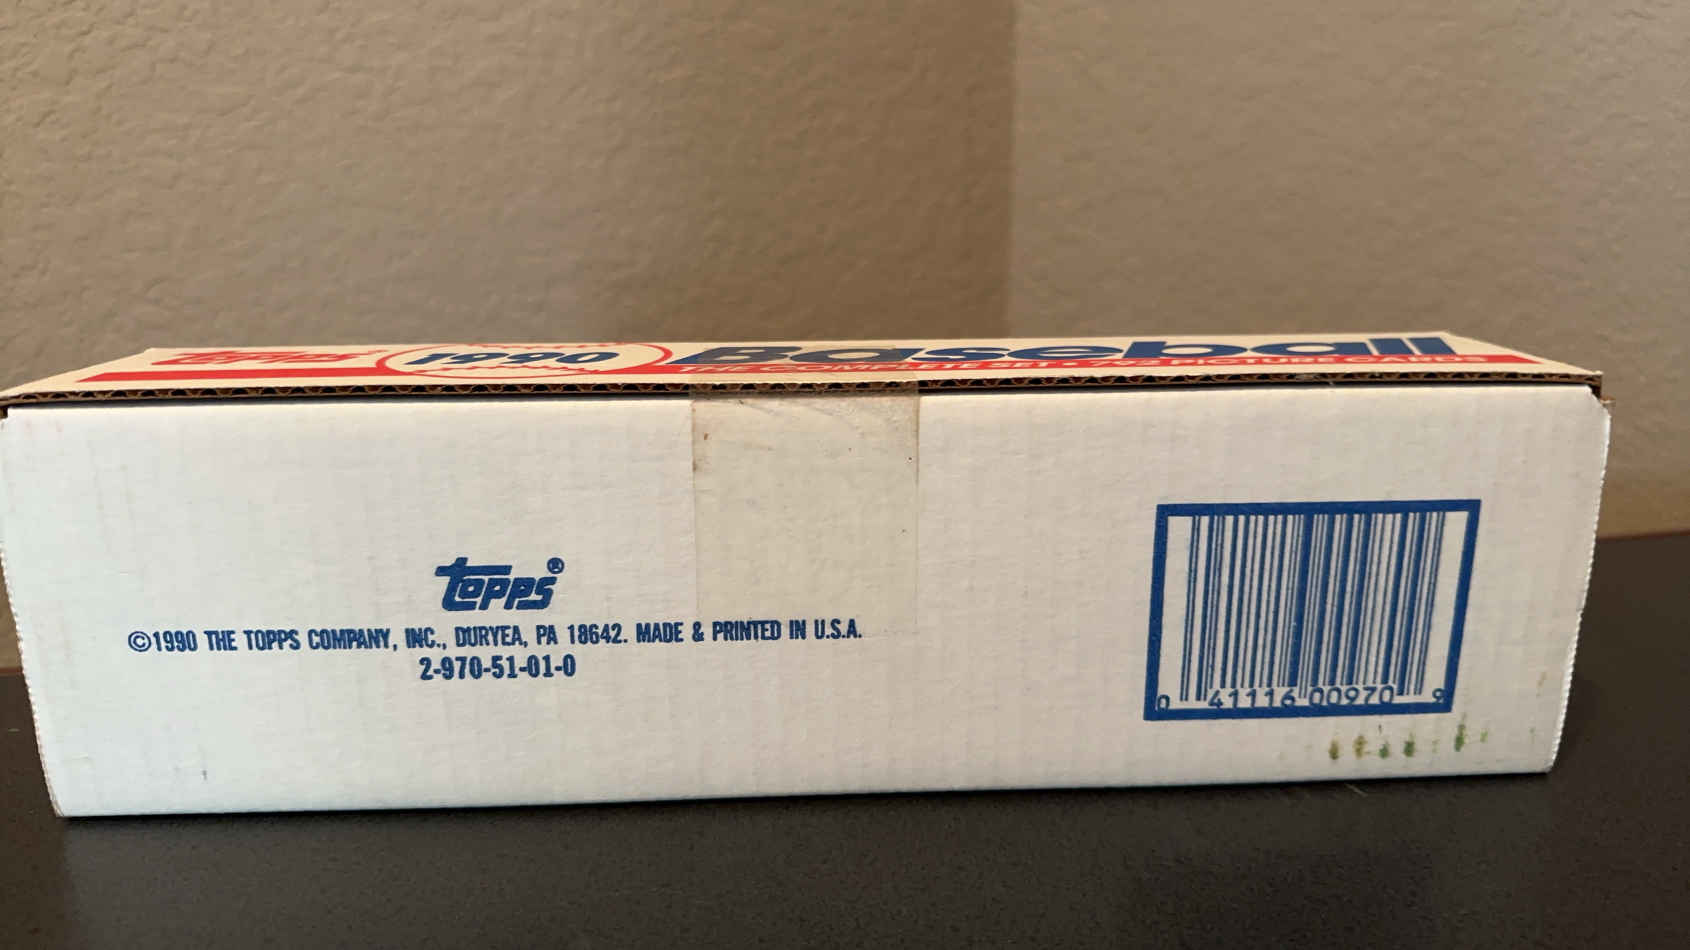 Topps 1990 Baseball
THE COMPLETE SET • 792 PICTURE CARDS
topps®
©1990 THE TOPPS COMPANY, INC., DURYEA, PA 18642. MADE & PRINTED IN U.S.A.
2-970-51-01-0
0 41116 00970 9